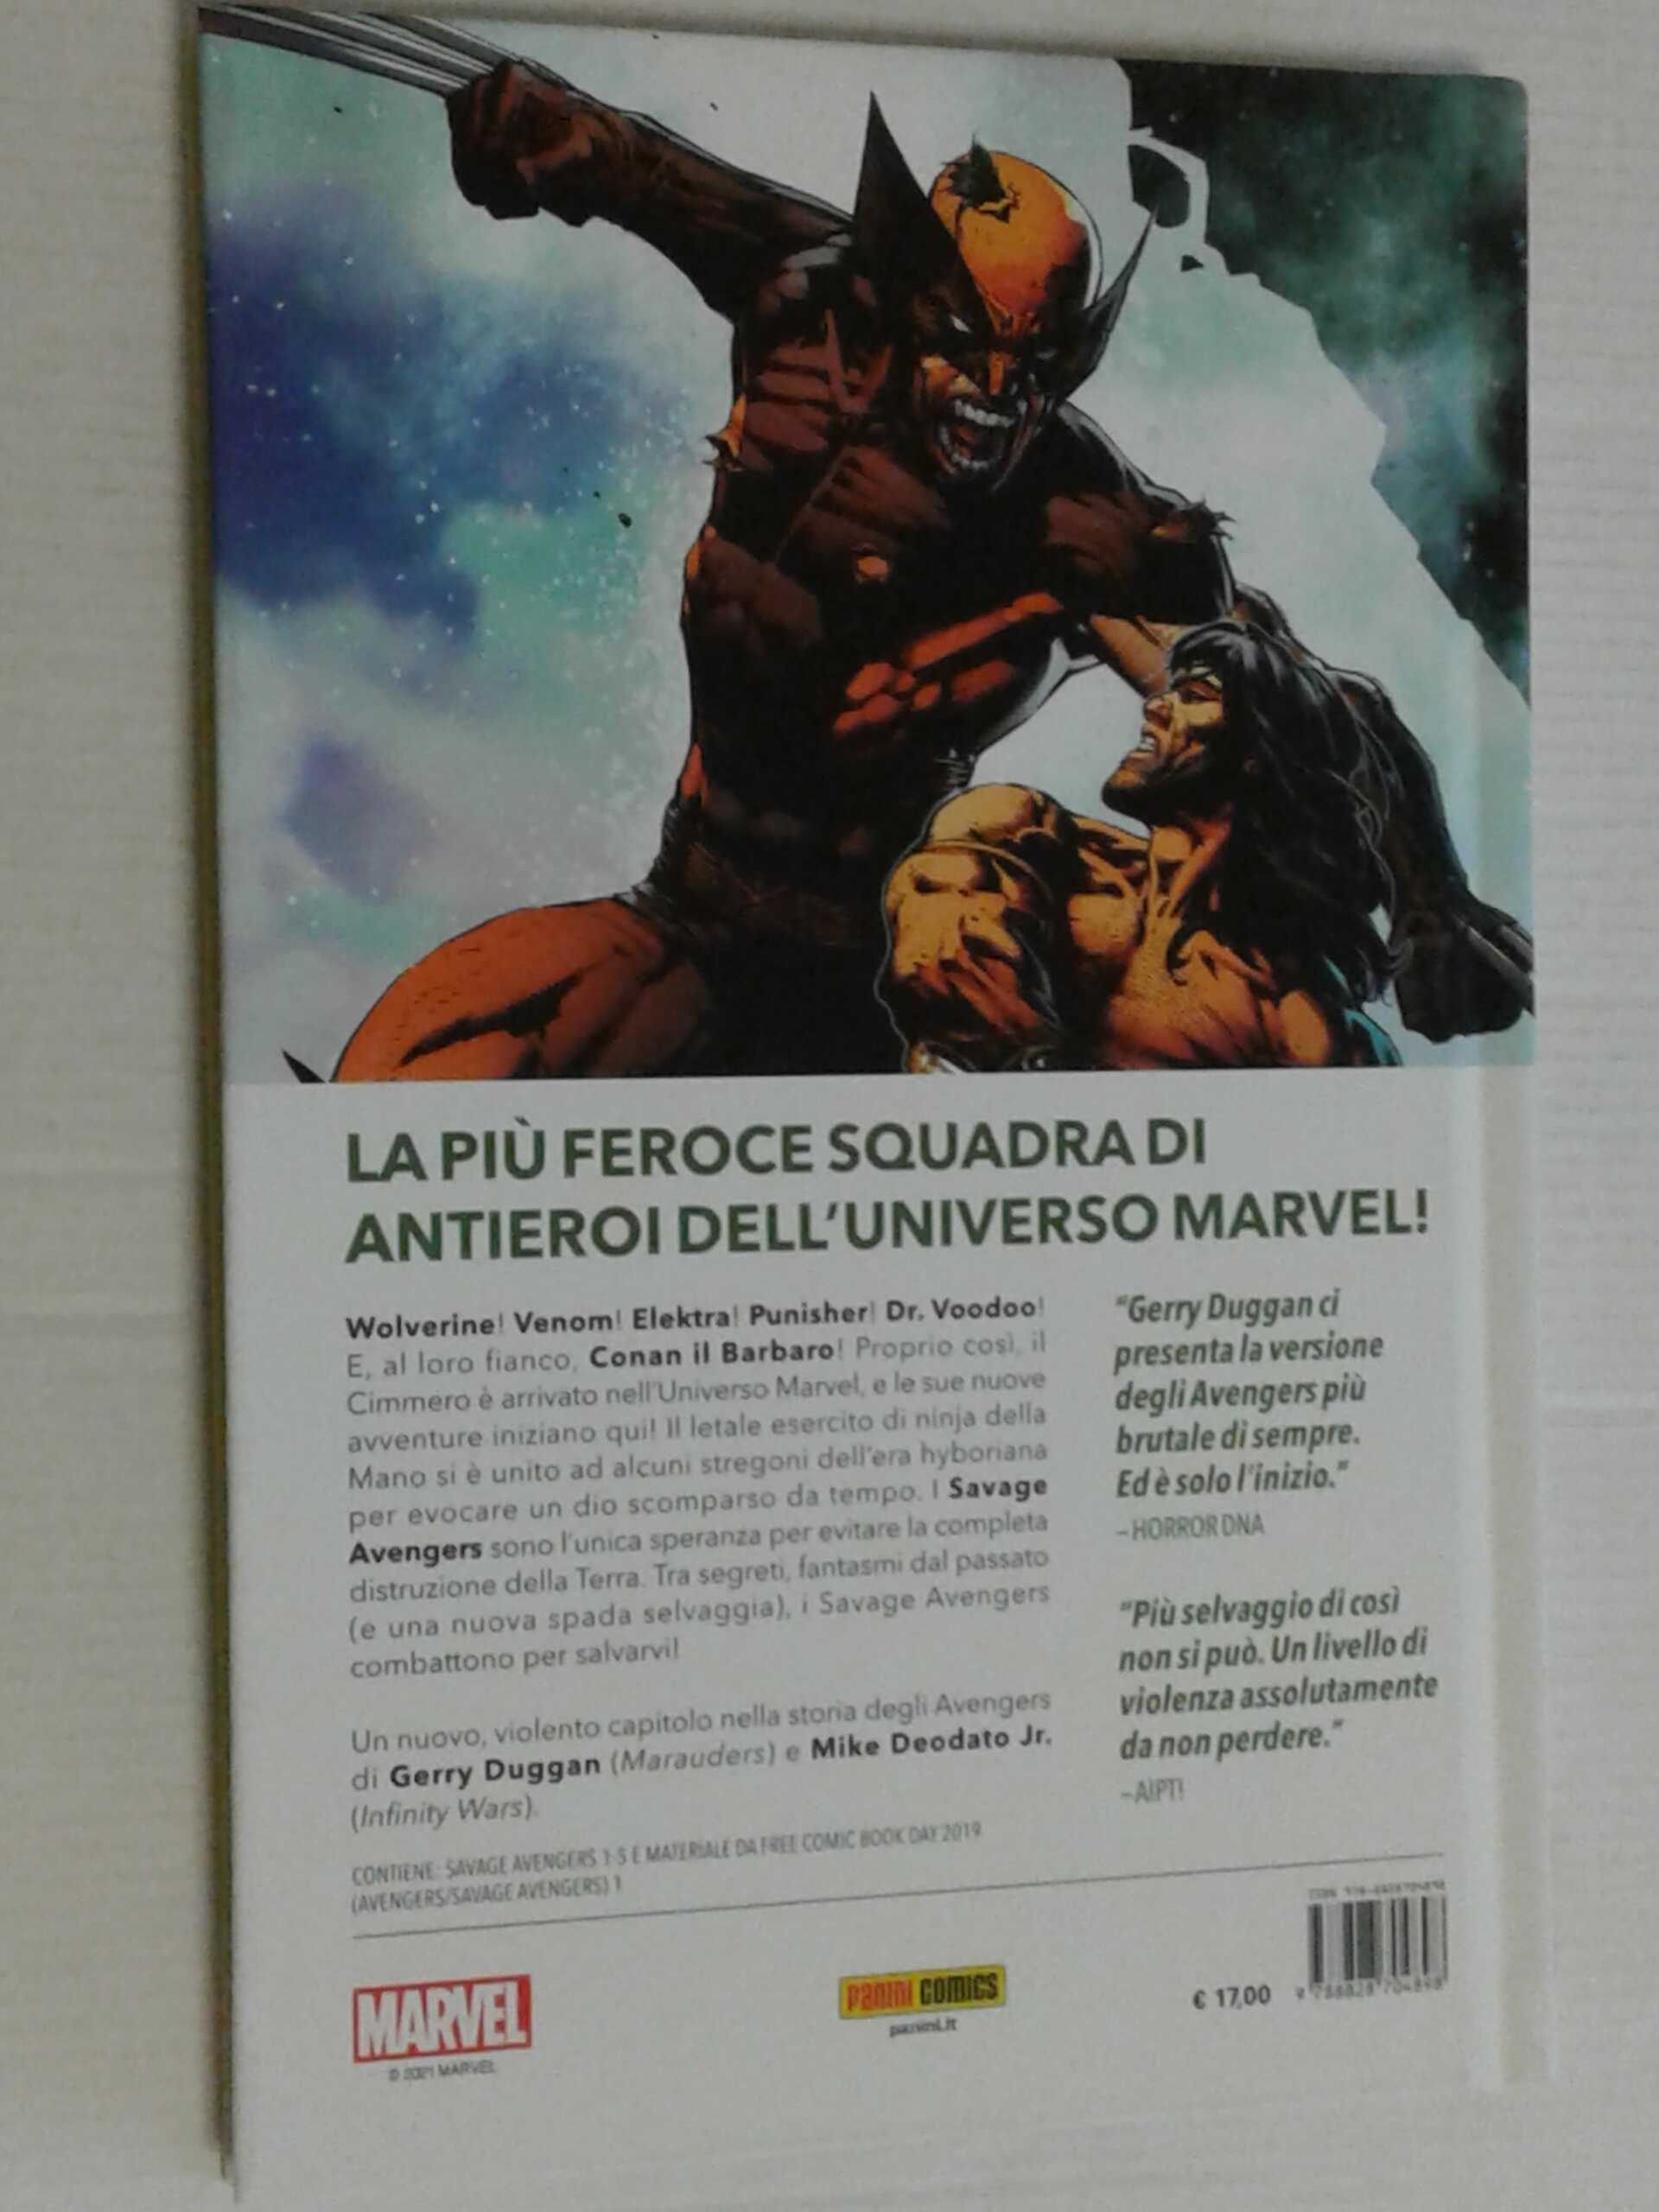 LA PIÙ FEROCE SQUADRA DI
ANTIEROI DELL'UNIVERSO MARVEL!
Wolverine! Venom! Elektra! Punisher! Dr. Voodoo!
E, al loro fianco, Conan il Barbaro! Proprio così, il
Cimmero è arrivato nell'Universo Marvel, e le sue nuove
avventure iniziano qui! Il letale esercito di ninja della
Mano si è unito ad alcuni stregoni dell'era hyboriana
per evocare un dio scomparso da tempo. I Savage
Avengers sono l'unica speranza per evitare la completa
distruzione della Terra. Tra segreti, fantasmi dal passato
(e una nuova spada selvaggia), i Savage Avengers
combattono per salvarvi!
Un nuovo, violento capitolo nella storia degli Avengers
di Gerry Duggan (Marauders) e Mike Deodato Jr.
(Infinity Wars).
CONTIENE: SAVAGE AVENGERS 1-5 E MATERIALE DA FREE COMIC BOOK DAY 2019
(AVENGERS/SAVAGE AVENGERS) 1
"Gerry Duggan ci
presenta la versione
degli Avengers più
brutale di sempre.
Ed è solo l'inizio."
–HORROR DNA
"Più selvaggio di così
non si può. Un livello di
violenza assolutamente
da non perdere."
–AIPT!
MARVEL
© 2021 MARVEL
PANINI COMICS
panini.it
€ 17,00
ISBN